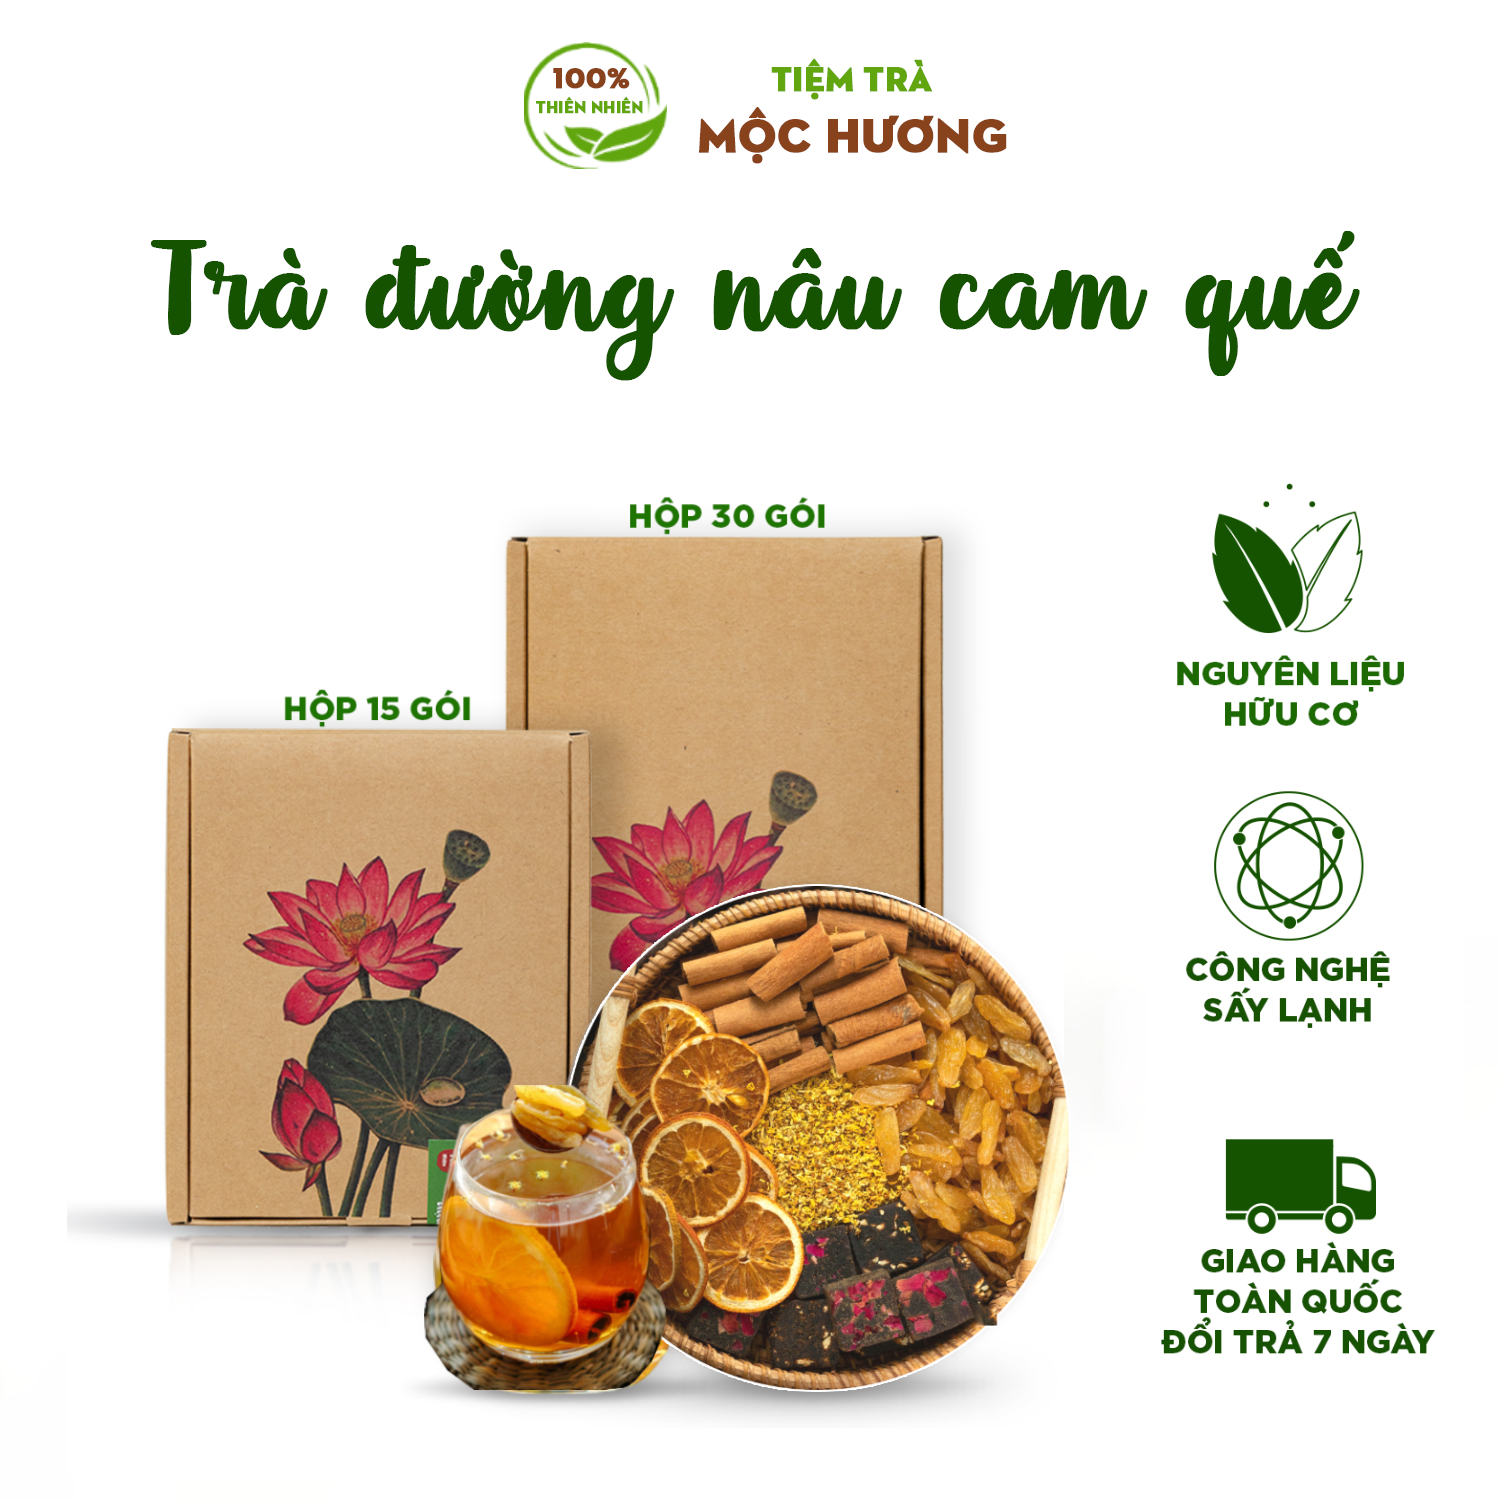 100%
THIÊN NHIÊN
TIỆM TRÀ
MỘC HƯƠNG
Trà đường nâu cam quế
HỘP 30 GÓI
HỘP 15 GÓI
NGUYÊN LIỆU
HỮU CƠ
CÔNG NGHỆ
SẤY LẠNH
GIAO HÀNG
TOÀN QUỐC
ĐỔI TRẢ 7 NGÀY